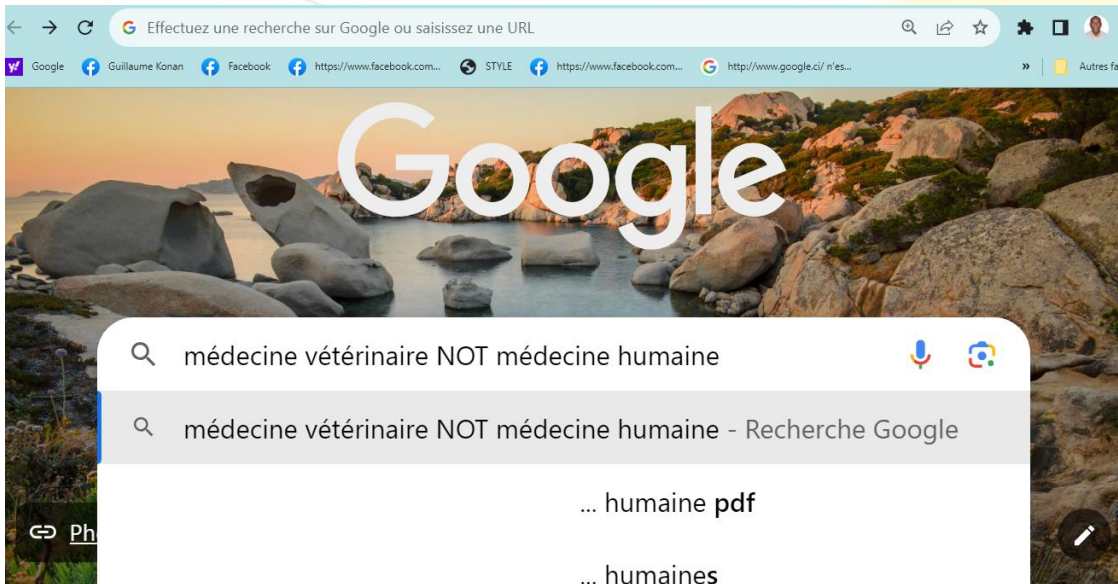 Effectuez une recherche sur Google ou saisissez une URL
Google Guillaume Konan Facebook https://www.facebook.com... STYLE https://www.facebook.com... http://www.google.ci/ n'es... » Autres fa
Google
médecine vétérinaire NOT médecine humaine
médecine vétérinaire NOT médecine humaine - Recherche Google
... humaine pdf
Ph
... humaines